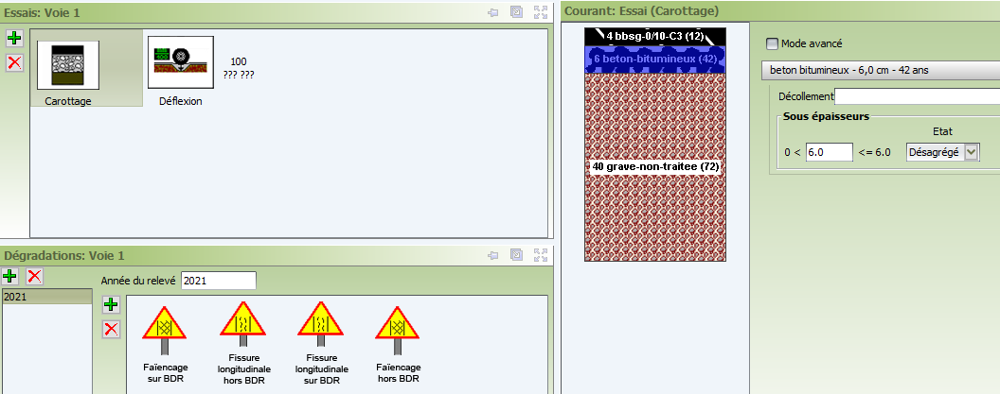 Essais: Voie 1
Carottage
Déflexion
100
??? ???
Dégradations: Voie 1
2021
Année du relevé 2021
Faïencage
sur BDR
Fissure
longitudinale
hors BDR
Fissure
longitudinale
sur BDR
Faïencage
hors BDR
Courant: Essai (Carottage)
4 bbsg-0/10-C3 (12)
6 beton-bitumineux (42)
40 grave-non-traitee (72)
Mode avancé
beton bitumineux - 6,0 cm - 42 ans
Décollement
Sous épaisseurs
Etat
0 < 6.0 <= 6.0 Désagrégé